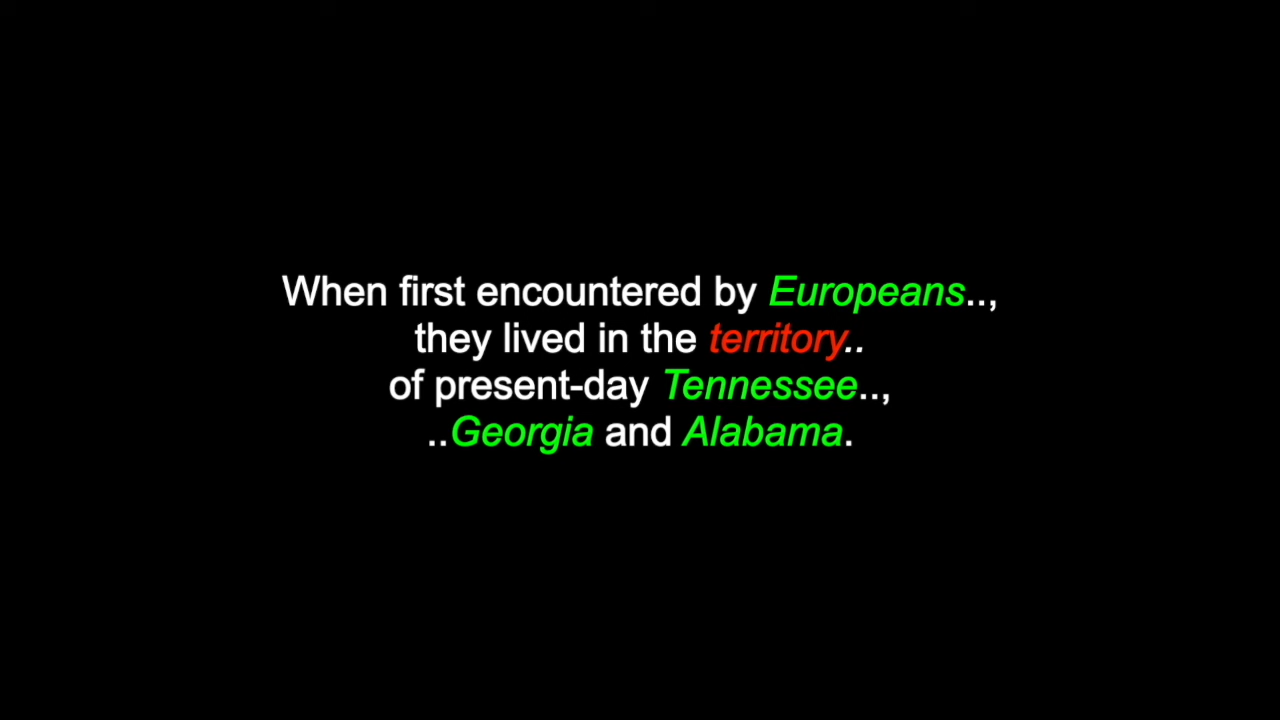 When first encountered by Europeans..,
they lived in the territory..
of present-day Tennessee..,
..Georgia and Alabama.